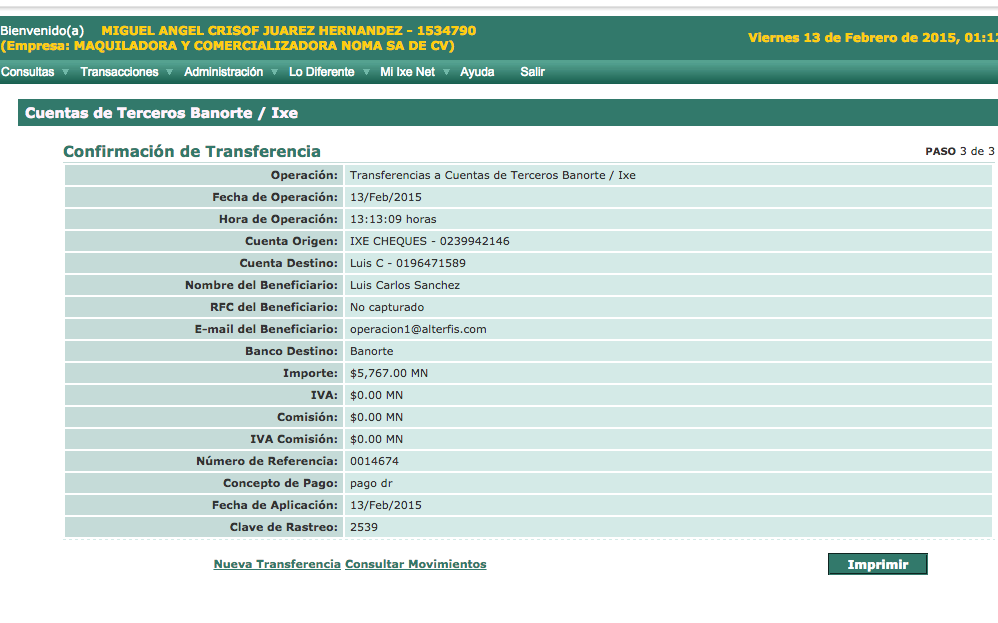 Bienvenido(a) MIGUEL ANGEL CRISOF JUAREZ HERNANDEZ - 1534790
(Empresa: MAQUILADORA Y COMERCIALIZADORA NOMA SA DE CV)
Viernes 13 de Febrero de 2015, 01:1
Consultas Transacciones Administración Lo Diferente Mi Ixe Net Ayuda Salir
Cuentas de Terceros Banorte / Ixe
Confirmación de Transferencia PASO 3 de 3
Operación: Transferencias a Cuentas de Terceros Banorte / Ixe
Fecha de Operación: 13/Feb/2015
Hora de Operación: 13:13:09 horas
Cuenta Origen: IXE CHEQUES - 0239942146
Cuenta Destino: Luis C - 0196471589
Nombre del Beneficiario: Luis Carlos Sanchez
RFC del Beneficiario: No capturado
E-mail del Beneficiario: operacion1@alterfis.com
Banco Destino: Banorte
Importe: $5,767.00 MN
IVA: $0.00 MN
Comisión: $0.00 MN
IVA Comisión: $0.00 MN
Número de Referencia: 0014674
Concepto de Pago: pago dr
Fecha de Aplicación: 13/Feb/2015
Clave de Rastreo: 2539
Nueva Transferencia Consultar Movimientos Imprimir